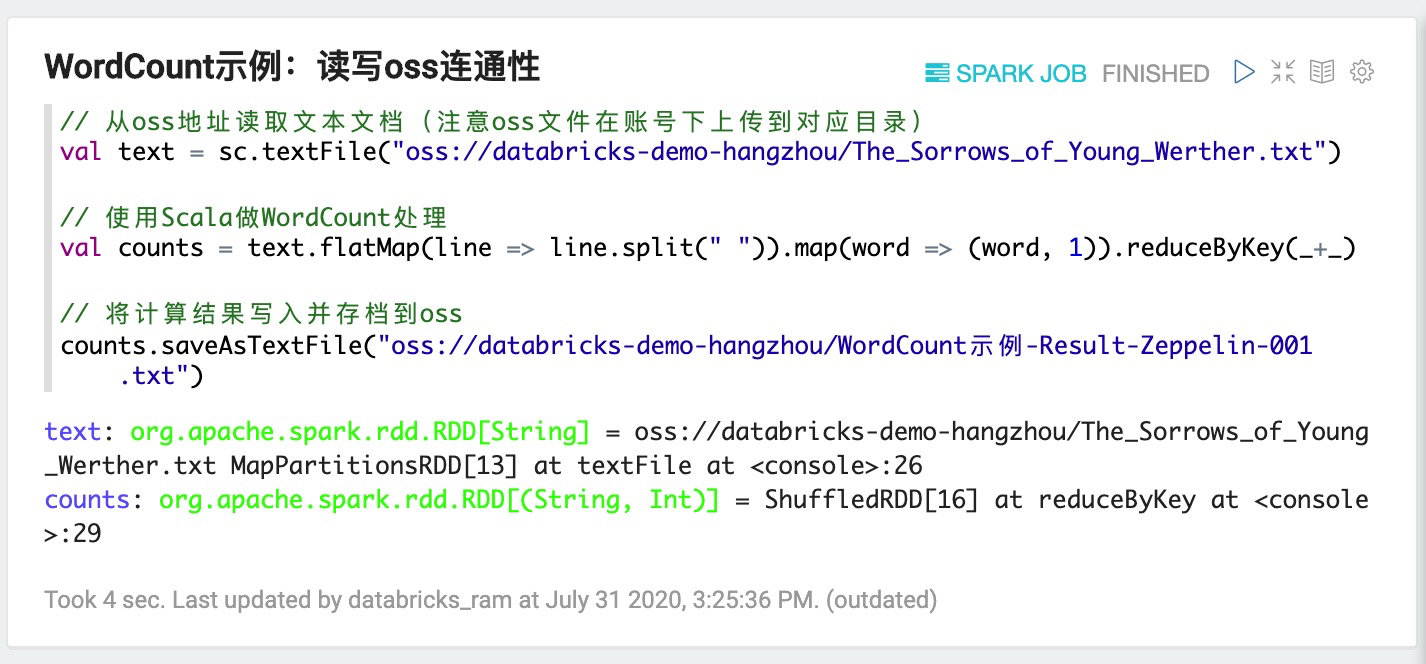 WordCount示例：读写oss连通性
SPARK JOB FINISHED
// 从oss地址读取文本文档（注意oss文件在账号下上传到对应目录）
val text = sc.textFile("oss://databricks-demo-hangzhou/The_Sorrows_of_Young_Werther.txt")
// 使用Scala做WordCount处理
val counts = text.flatMap(line => line.split(" ")).map(word => (word, 1)).reduceByKey(_+_)
// 将计算结果写入并存档到oss
counts.saveAsTextFile("oss://databricks-demo-hangzhou/WordCount示例-Result-Zeppelin-001
.txt")
text: org.apache.spark.rdd.RDD[String] = oss://databricks-demo-hangzhou/The_Sorrows_of_Young
_Werther.txt MapPartitionsRDD[13] at textFile at <console>:26
counts: org.apache.spark.rdd.RDD[(String, Int)] = ShuffledRDD[16] at reduceByKey at <console
>:29
Took 4 sec. Last updated by databricks_ram at July 31 2020, 3:25:36 PM. (outdated)